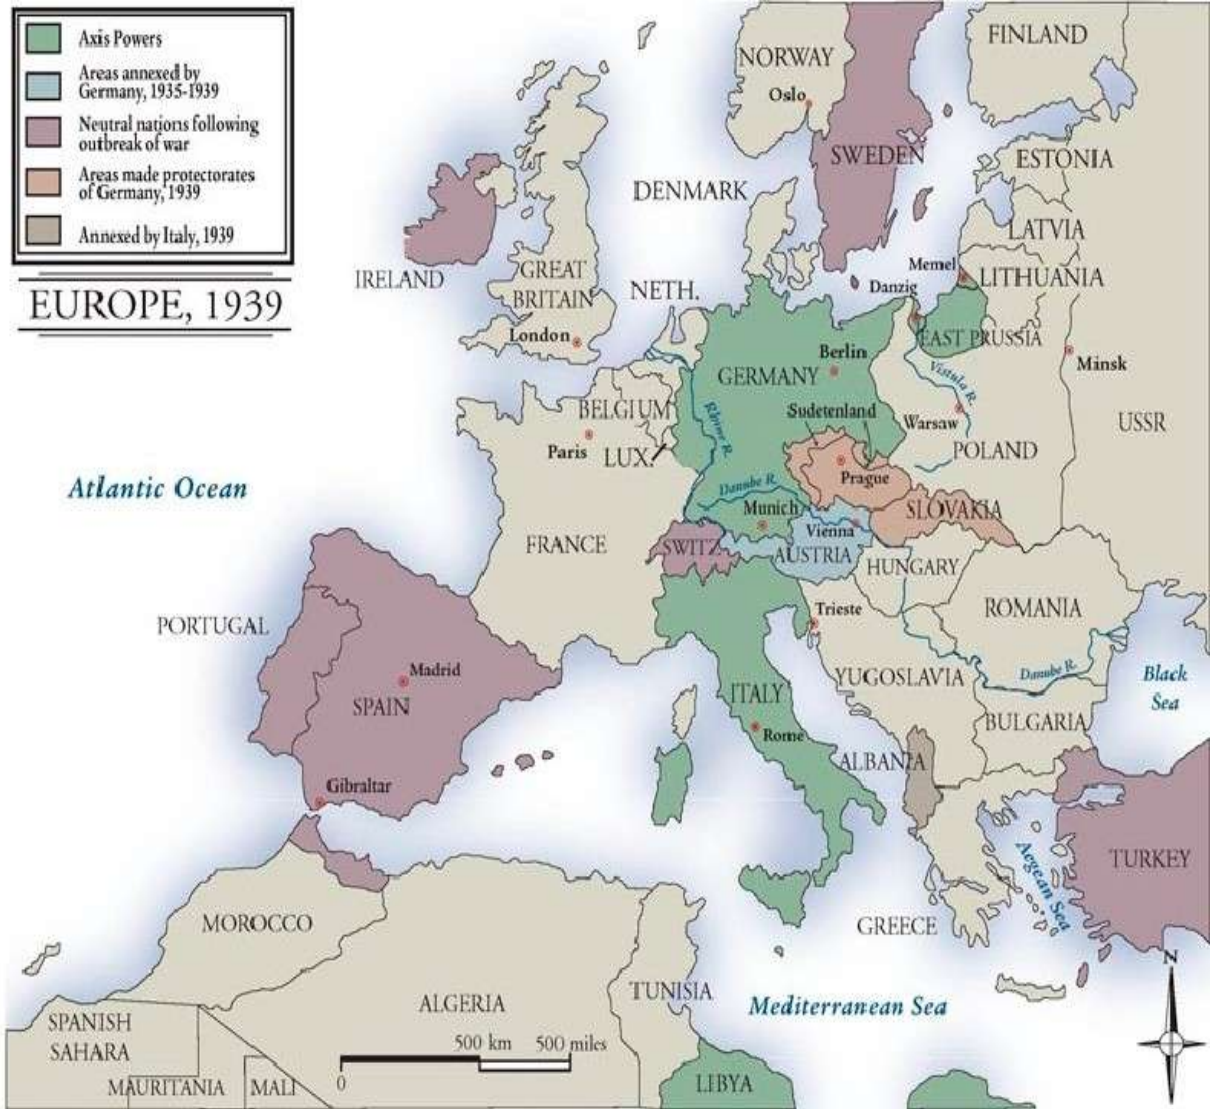 Axis Powers
Areas annexed by
Germany, 1935-1939
Neutral nations following
outbreak of war
Areas made protectorates
of Germany, 1939
Annexed by Italy, 1939
EUROPE, 1939
NORWAY
Oslo
FINLAND
SWEDEN
ESTONIA
DENMARK
LATVIA
Memel
LITHUANIA
IRELAND
GREAT
BRITAIN
NETH.
Danzig
EAST PRUSSIA
London
Berlin
GERMANY
Minsk
Vistula R.
BELGIUM
Rhine R.
Sudetenland
Warsaw
USSR
Paris
LUX.
POLAND
Prague
Atlantic Ocean
Danube R.
Munich
SLOVAKIA
Vienna
FRANCE
SWITZ
AUSTRIA
HUNGARY
Trieste
ROMANIA
PORTUGAL
Madrid
YUGOSLAVIA
Danube R.
Black
Sea
SPAIN
ITALY
BULGARIA
Rome
ALBANIA
Gibraltar
TURKEY
Aegean Sea
MOROCCO
GREECE
N
ALGERIA
TUNISIA
Mediterranean Sea
SPANISH
SAHARA
500 km
500 miles
0
MAURITANIA
MALI
LIBYA